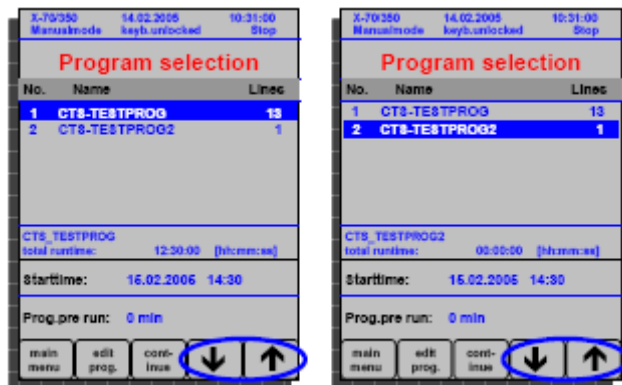 X-70/350 14.02.2005 10:31:00
Manualmode keyb.unlocked Stop
Program selection
No. Name Lines
1 CTS-TESTPROG 13
2 CTS-TESTPROG2 1
CTS_TESTPROG
total runtime: 12:30:00 [hh:mm:ss]
Starttime: 15.02.2005 14:30
Prog.pre run: 0 min
main menu
edit prog.
cont-inue
X-70/350 14.02.2005 10:31:00
Manualmode keyb.unlocked Stop
Program selection
No. Name Lines
1 CTS-TESTPROG 13
2 CTS-TESTPROG2 1
CTS_TESTPROG2
total runtime: 00:00:00 [hh:mm:ss]
Starttime: 15.02.2005 14:30
Prog.pre run: 0 min
main menu
edit prog.
cont-inue